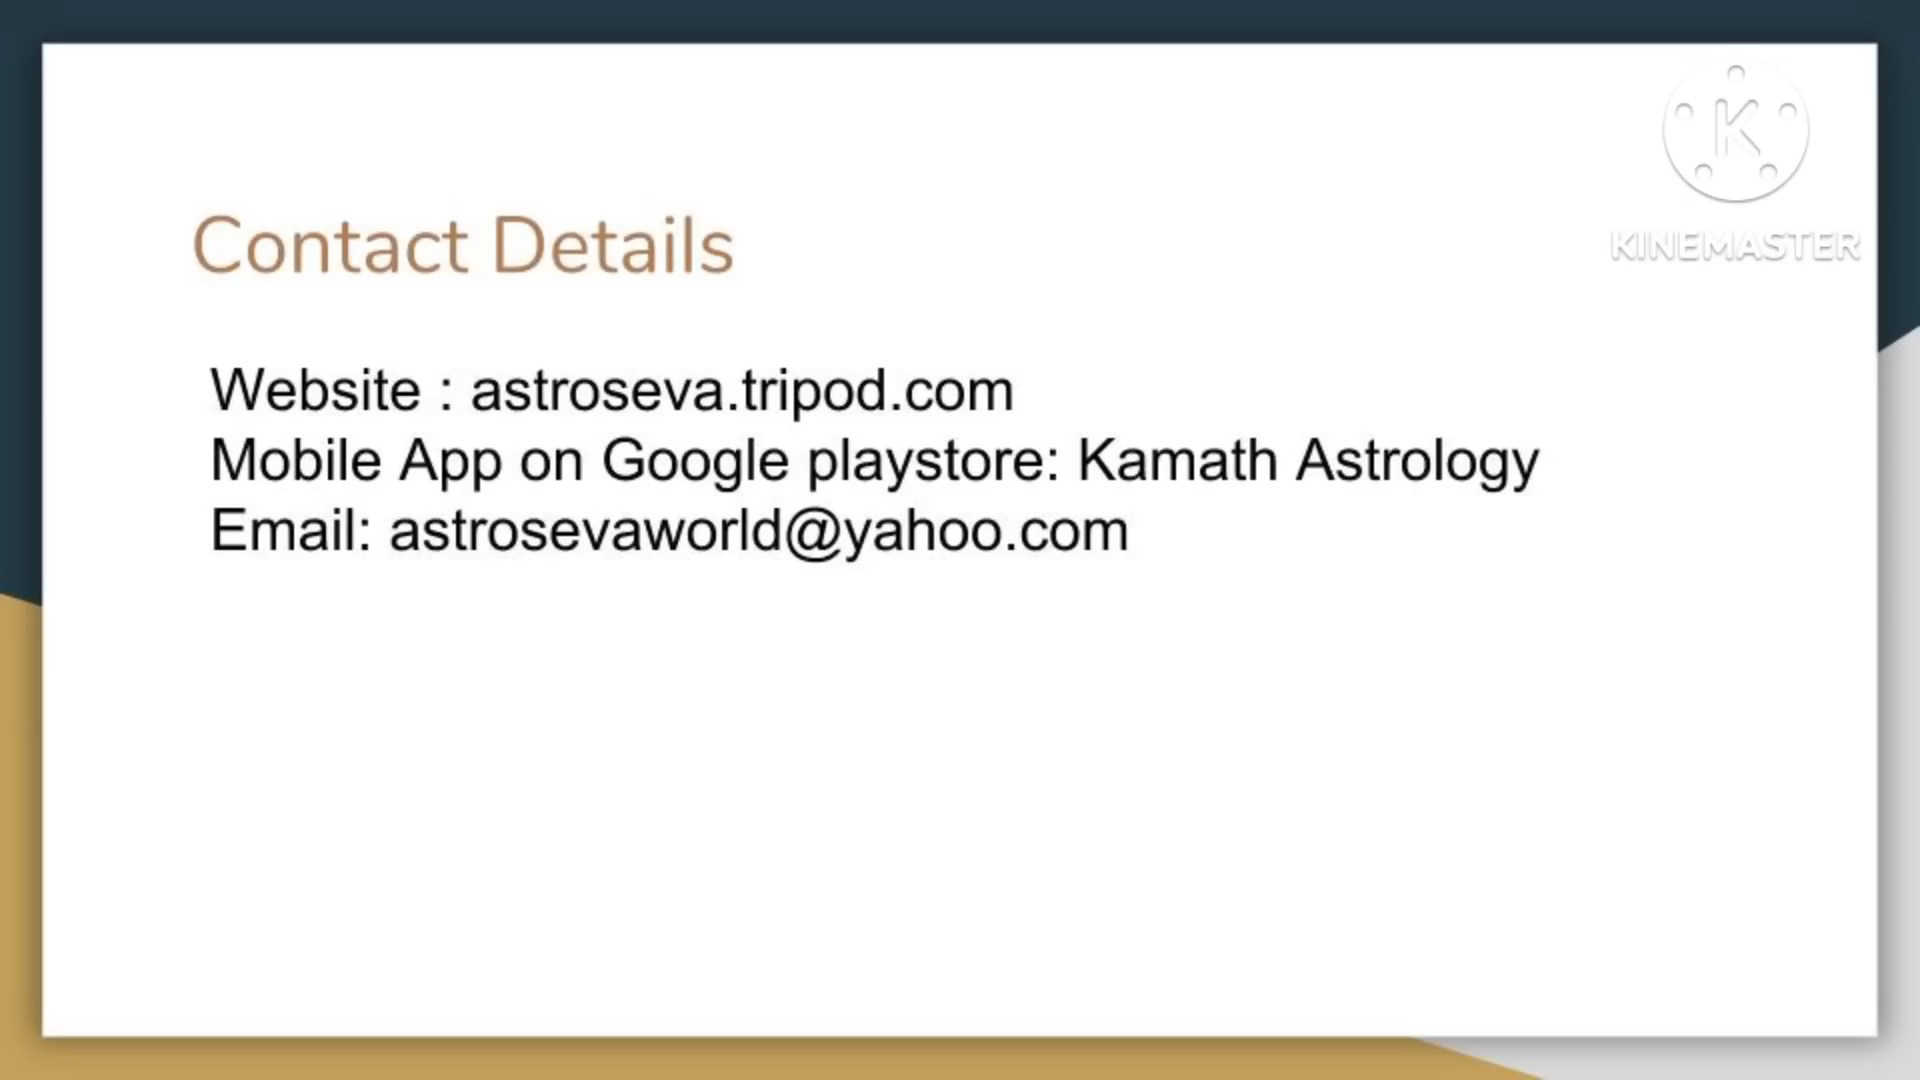 K
KINEMASTER
Contact Details
Website : astroseva.tripod.com
Mobile App on Google playstore: Kamath Astrology
Email: astrosevaworld@yahoo.com